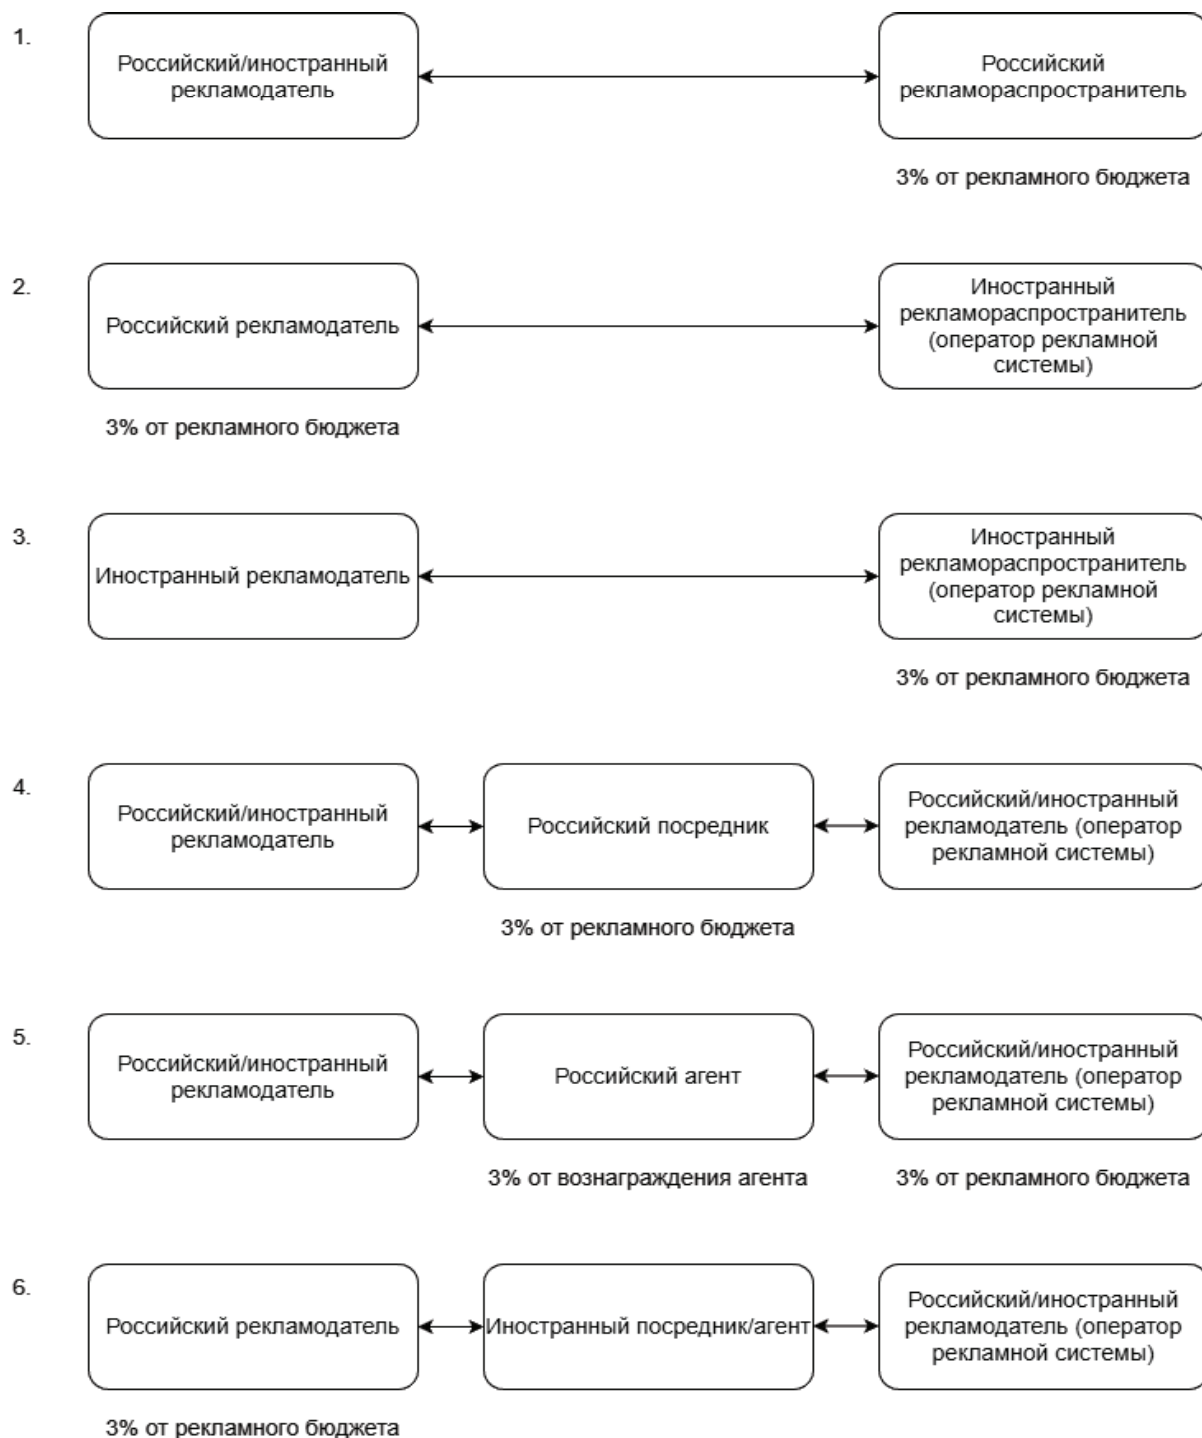 1.
Российский/иностранный
рекламодатель
Российский
рекламораспространитель
3% от рекламного бюджета
2.
Российский рекламодатель
Иностранный
рекламораспространитель
(оператор рекламной
системы)
3% от рекламного бюджета
3.
Иностранный рекламодатель
Иностранный
рекламораспространитель
(оператор рекламной
системы)
3% от рекламного бюджета
4.
Российский/иностранный
рекламодатель
Российский посредник
Российский/иностранный
рекламодатель (оператор
рекламной системы)
3% от рекламного бюджета
5.
Российский/иностранный
рекламодатель
Российский агент
Российский/иностранный
рекламодатель (оператор
рекламной системы)
3% от вознаграждения агента
3% от рекламного бюджета
6.
Российский рекламодатель
Иностранный посредник/агент
Российский/иностранный
рекламодатель (оператор
рекламной системы)
3% от рекламного бюджета